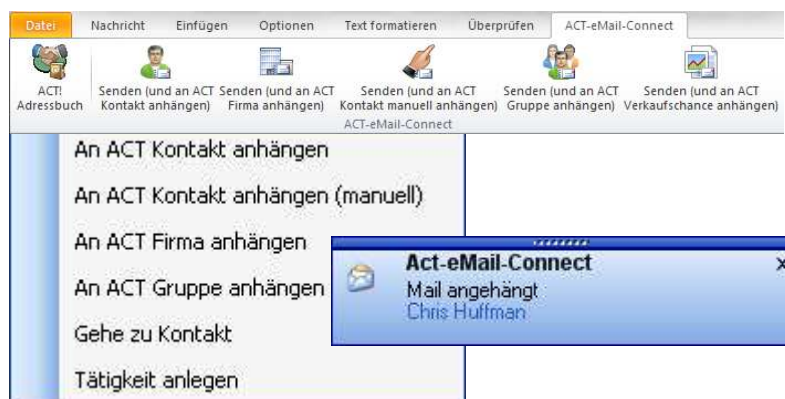 Datei Nachricht Einfügen Optionen Text formatieren Überprüfen ACT-eMail-Connect
ACT! Senden (und an ACT Senden (und an ACT Senden (und an ACT Senden (und an ACT Senden (und an ACT
Adressbuch Kontakt anhängen) Firma anhängen) Kontakt manuell anhängen) Gruppe anhängen) Verkaufschance anhängen)
ACT-eMail-Connect
An ACT Kontakt anhängen
An ACT Kontakt anhängen (manuell)
An ACT Firma anhängen
An ACT Gruppe anhängen
Gehe zu Kontakt
Tätigkeit anlegen
Act-eMail-Connect
Mail angehängt
Chris Huffman